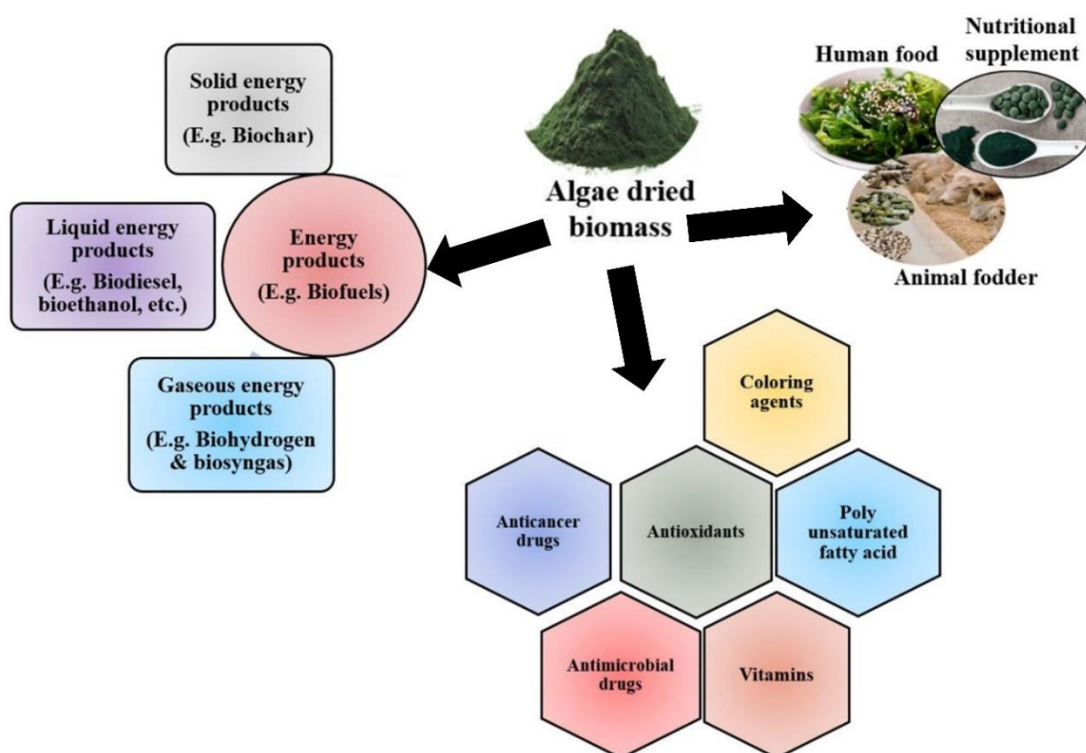 Solid energy
products
(E.g. Biochar)
Liquid energy
products
(E.g. Biodiesel,
bioethanol, etc.)
Energy
products
(E.g. Biofuels)
Gaseous energy
products
(E.g. Biohydrogen
& biosyngas)
Algae dried
biomass
Human food
Nutritional
supplement
Animal fodder
Coloring
agents
Anticancer
drugs
Antioxidants
Poly
unsaturated
fatty acid
Antimicrobial
drugs
Vitamins